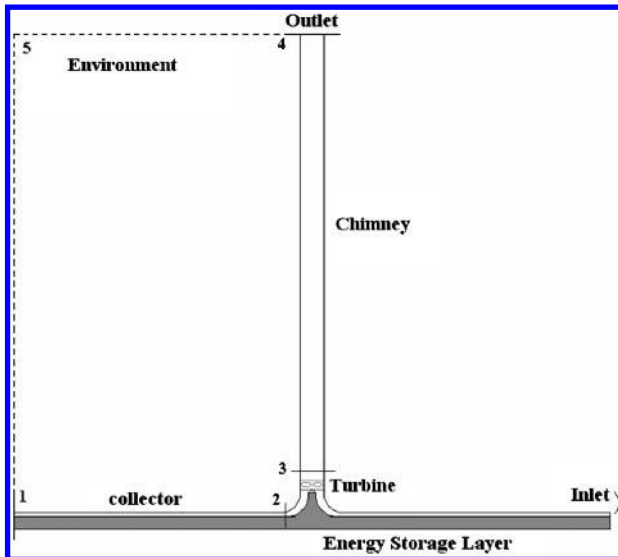 Outlet
5
4
Environment
Chimney
3
Turbine
1
collector
2
Inlet
Energy Storage Layer